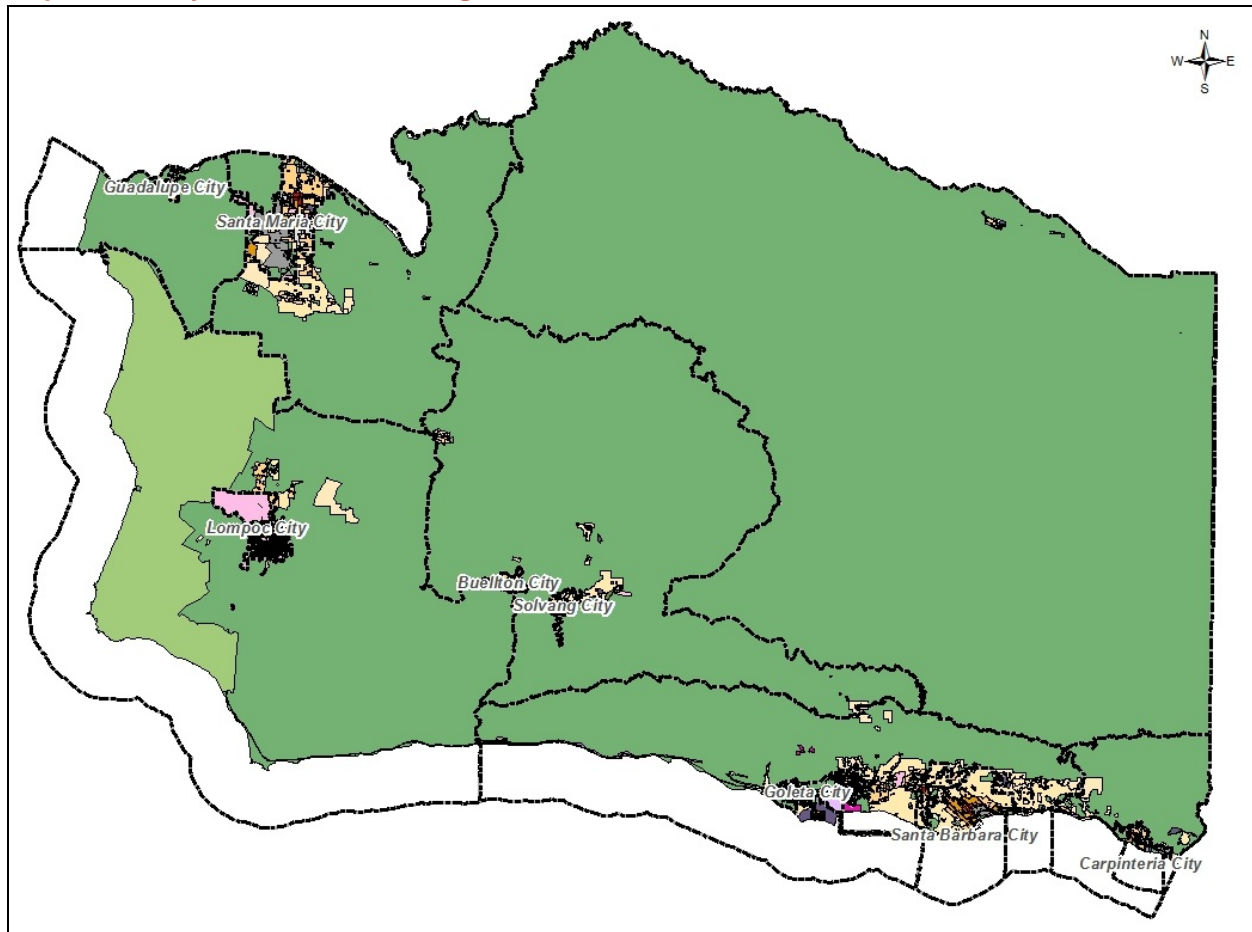 N
W E
S
Guadalupe City
Santa Maria City
Lompoc City
Buellton City
Solvang City
Goleta City
Santa Barbara City
Carpinteria City